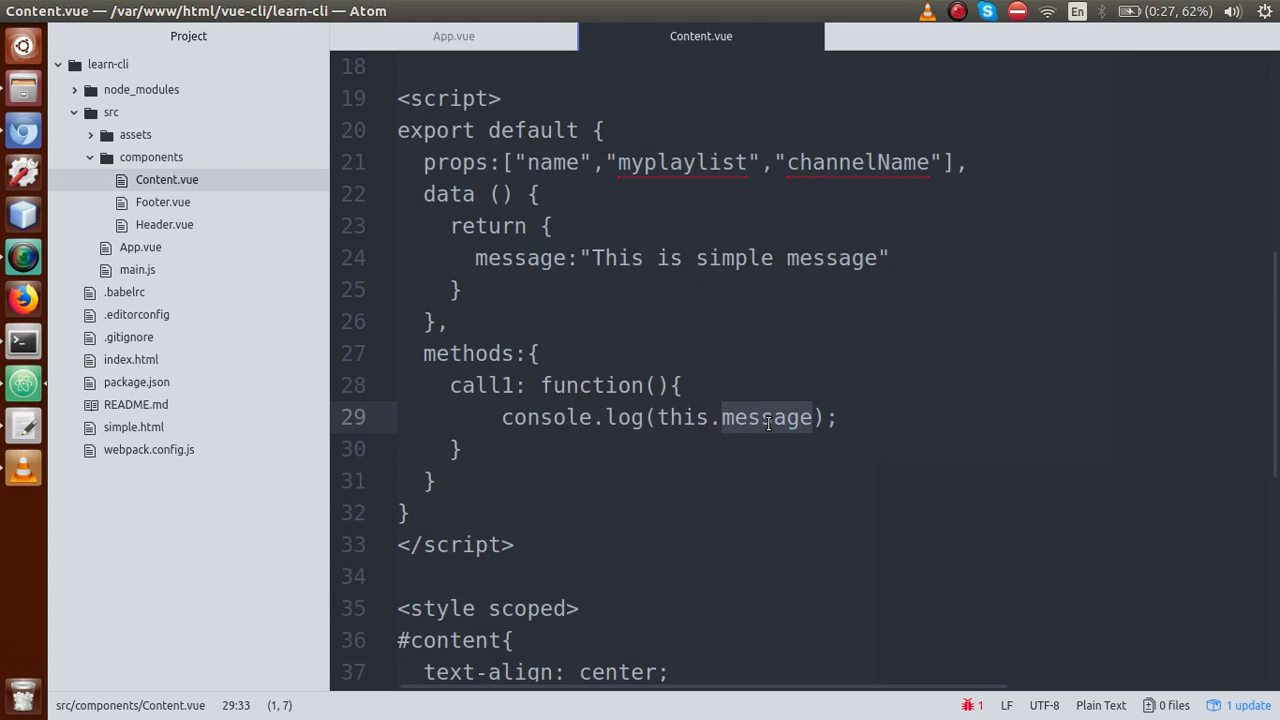 Content.vue — /var/www/html/vue-cli/learn-cli — Atom
En
(0:27, 62%)
Project
learn-cli
node_modules
src
assets
components
Content.vue
Footer.vue
Header.vue
App.vue
main.js
.babelrc
.editorconfig
.gitignore
index.html
package.json
README.md
simple.html
webpack.config.js
App.vue
Content.vue
18
19 <script>
20 export default {
21 props:["name","myplaylist","channelName"],
22 data () {
23 return {
24 message:"This is simple message"
25 }
26 },
27 methods:{
28 call1: function(){
29 console.log(this.message);
30 }
31 }
32 }
33 </script>
34
35 <style scoped>
36 #content{
37 text-align: center;
src/components/Content.vue 29:33 (1, 7) 1 LF UTF-8 Plain Text 0 files 1 update